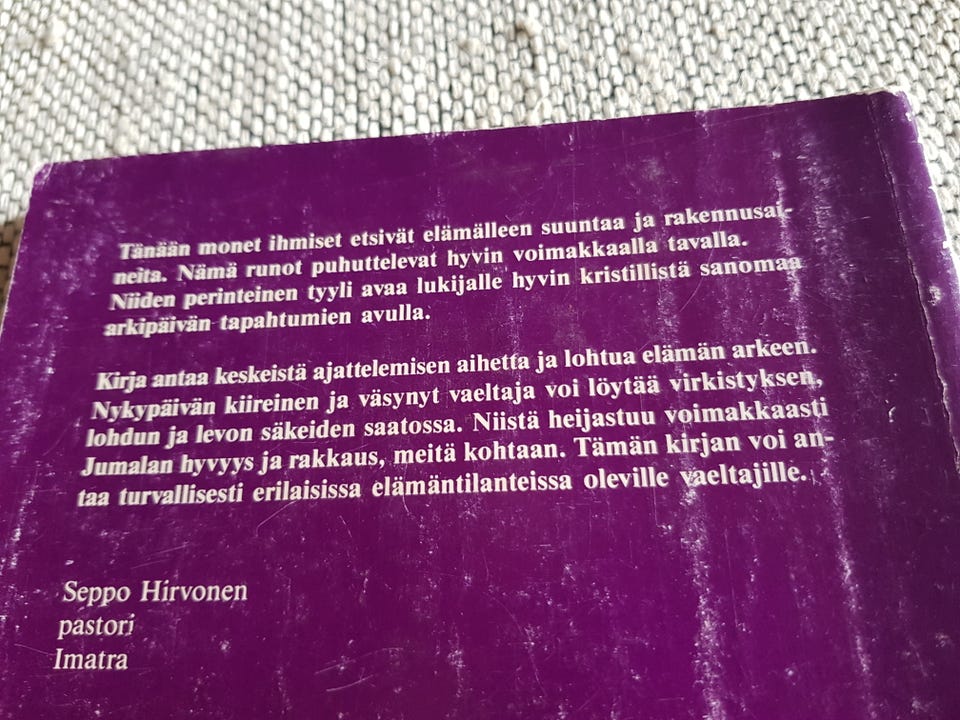 Tänään monet ihmiset etsivät elämälleen suuntaa ja rakennusai-
neita. Nämä runot puhuttelevat hyvin voimakkaalla tavalla.
Niiden perinteinen tyyli avaa lukijalle hyvin kristillistä sanomaa
arkipäivän tapahtumien avulla.
Kirja antaa keskeistä ajattelemisen aihetta ja lohtua elämän arkeen.
Nykypäivän kiireinen ja väsynyt vaeltaja voi löytää virkistyksen,
lohdun ja levon säkeiden saatossa. Niistä heijastuu voimakkaasti
Jumalan hyvyys ja rakkaus, meitä kohtaan. Tämän kirjan voi an-
taa turvallisesti erilaisissa elämäntilanteissa oleville vaeltajille.
Seppo Hirvonen
pastori
Imatra